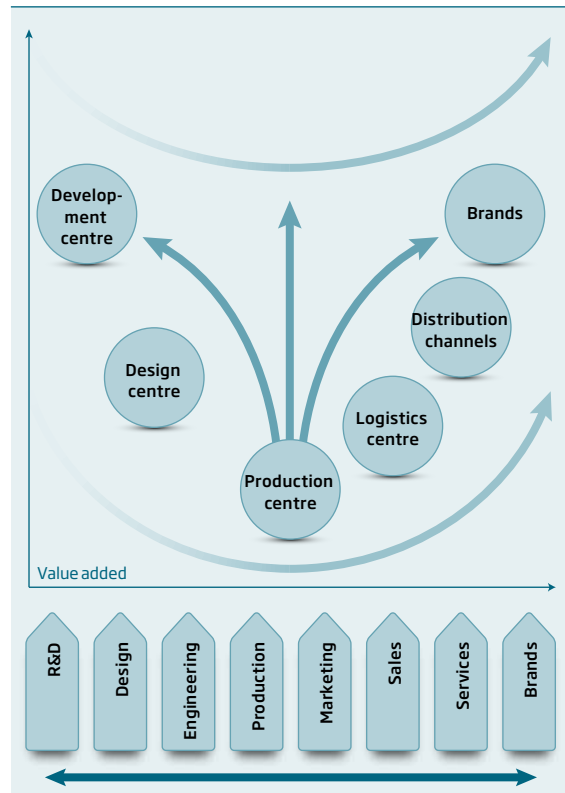 Develop-
ment
centre
Brands
Distribution
channels
Design
centre
Logistics
centre
Production
centre
Value added
R&D
Design
Engineering
Production
Marketing
Sales
Services
Brands